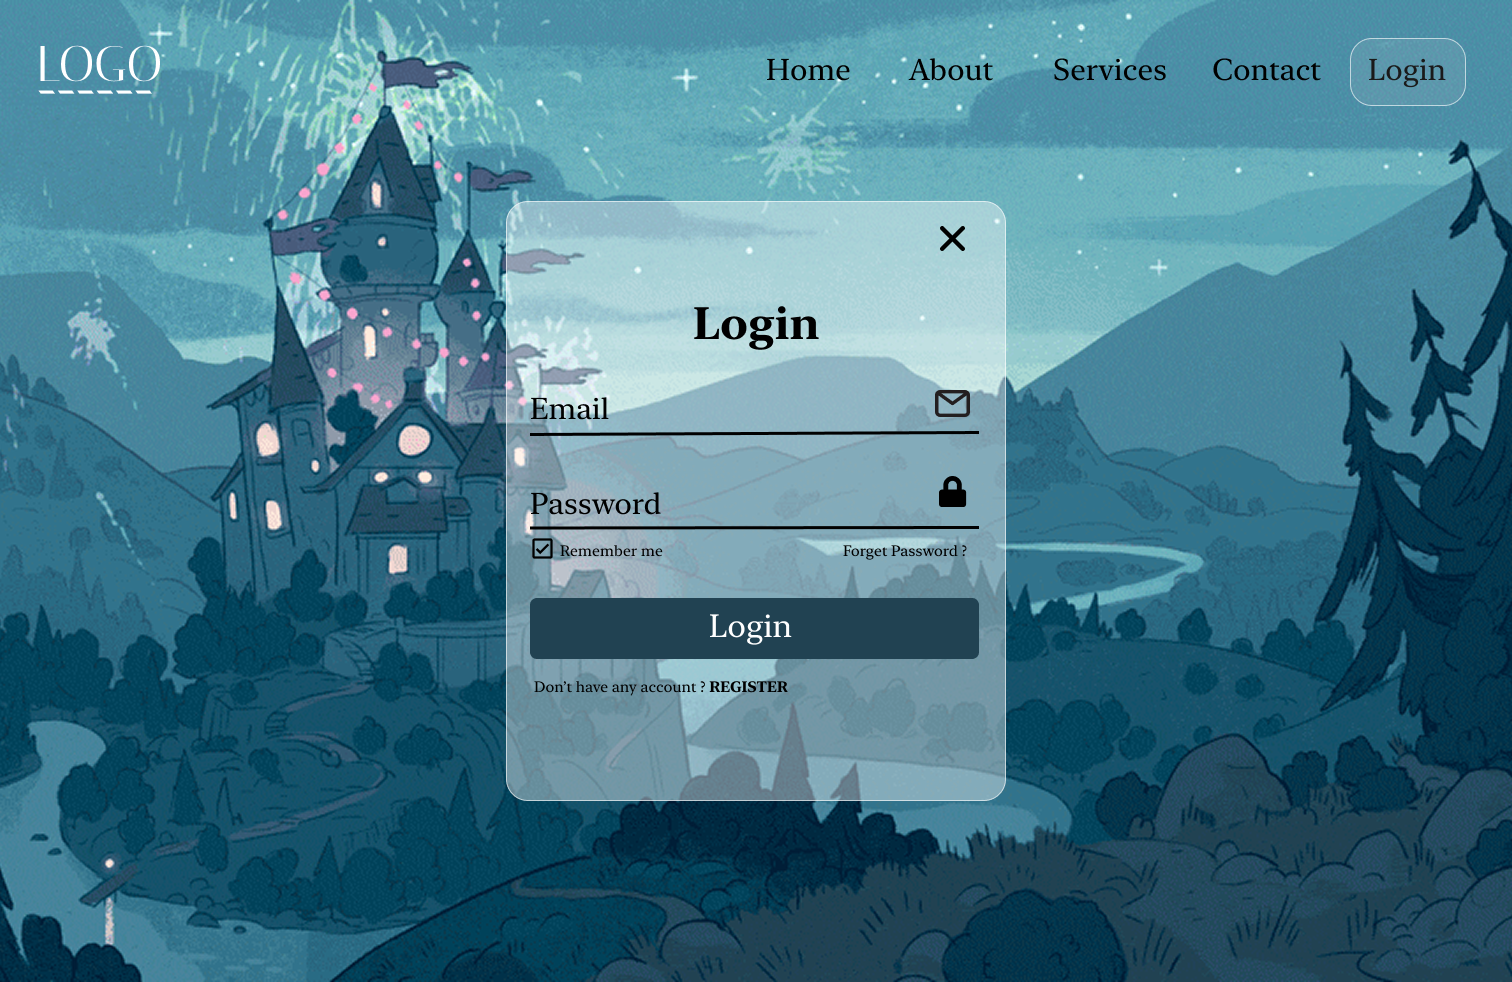 LOGO
Home About Services Contact Login
Login
Email
Password
Remember me Forget Password ?
Login
Don't have any account ? REGISTER